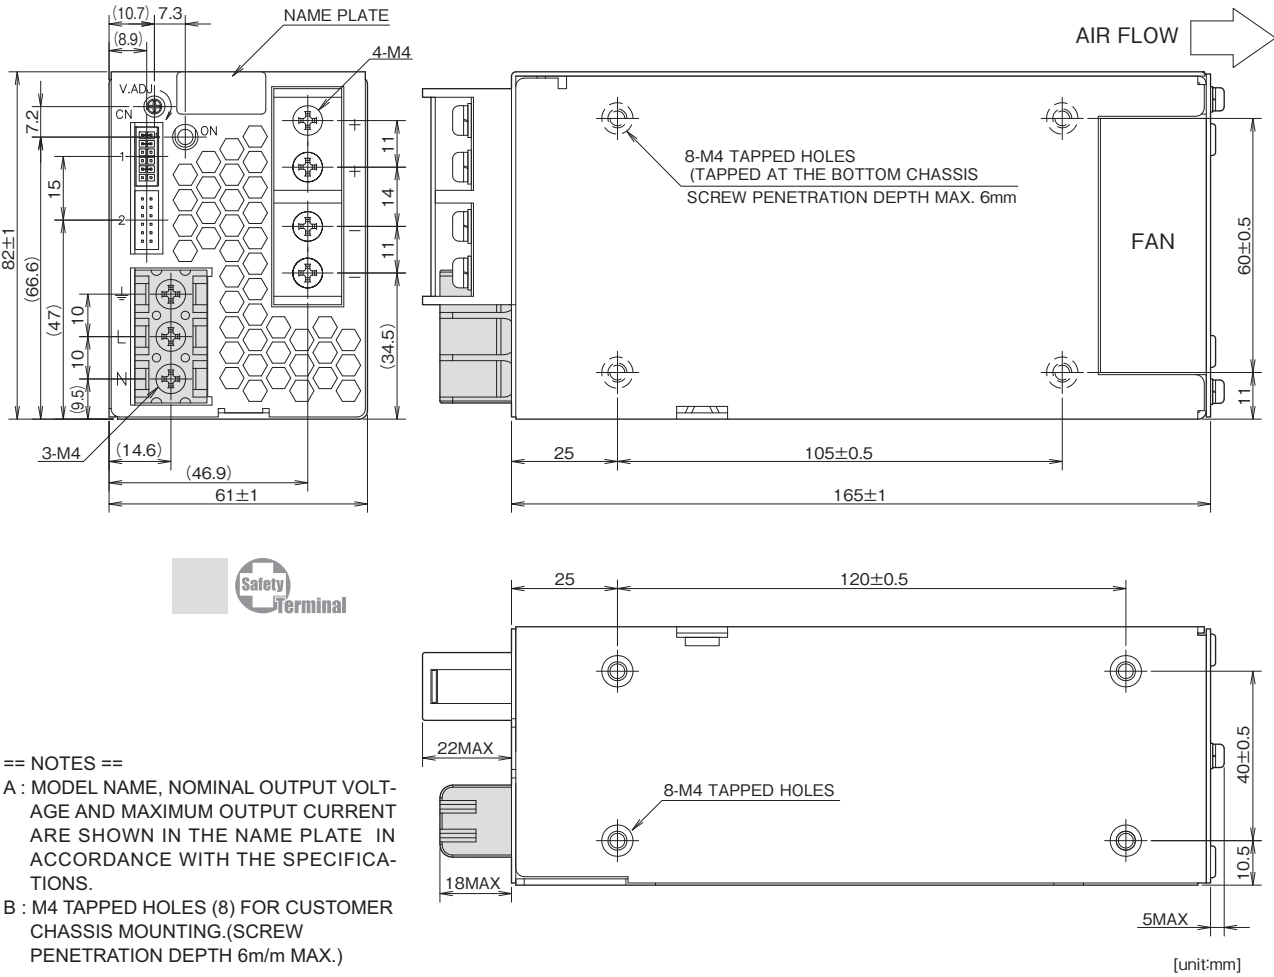 (10.7) 7.3
(8.9)
NAME PLATE
4-M4
V.ADJ
CN
ON
1
2
L
N
+
+
−
−
82±1
7.2
(66.6)
15
(47)
10
10
(9.5)
11
14
11
(34.5)
3-M4
(14.6)
(46.9)
61±1
AIR FLOW
8-M4 TAPPED HOLES
(TAPPED AT THE BOTTOM CHASSIS
SCREW PENETRATION DEPTH MAX. 6mm
FAN
60±0.5
11
25
105±0.5
165±1
Safety
Terminal
25
120±0.5
22MAX
18MAX
8-M4 TAPPED HOLES
40±0.5
10.5
5MAX
[unit:mm]
== NOTES ==
A : MODEL NAME, NOMINAL OUTPUT VOLT-
AGE AND MAXIMUM OUTPUT CURRENT
ARE SHOWN IN THE NAME PLATE IN
ACCORDANCE WITH THE SPECIFICA-
TIONS.
B : M4 TAPPED HOLES (8) FOR CUSTOMER
CHASSIS MOUNTING.(SCREW
PENETRATION DEPTH 6m/m MAX.)